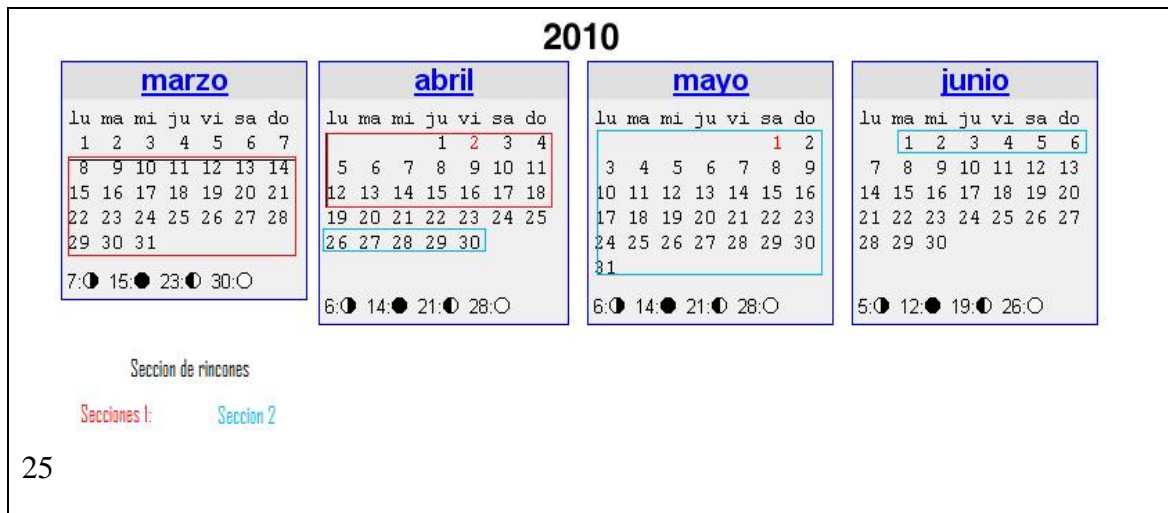 2010
marzo abril mayo junio
lu ma mi ju vi sa do lu ma mi ju vi sa do lu ma mi ju vi sa do lu ma mi ju vi sa do
1 2 3 4 5 6 7 1 2 3 4 1 2 1 2 3 4 5 6
8 9 10 11 12 13 14 5 6 7 8 9 10 11 3 4 5 6 7 8 9 7 8 9 10 11 12 13
15 16 17 18 19 20 21 12 13 14 15 16 17 18 10 11 12 13 14 15 16 14 15 16 17 18 19 20
22 23 24 25 26 27 28 19 20 21 22 23 24 25 17 18 19 20 21 22 23 21 22 23 24 25 26 27
29 30 31 26 27 28 29 30 24 25 26 27 28 29 30 28 29 30
31
7: 15: 23: 30:
6: 14: 21: 28: 6: 14: 21: 28: 5: 12: 19: 26:
Seccion de rincones
Secciones 1: Seccion 2
25